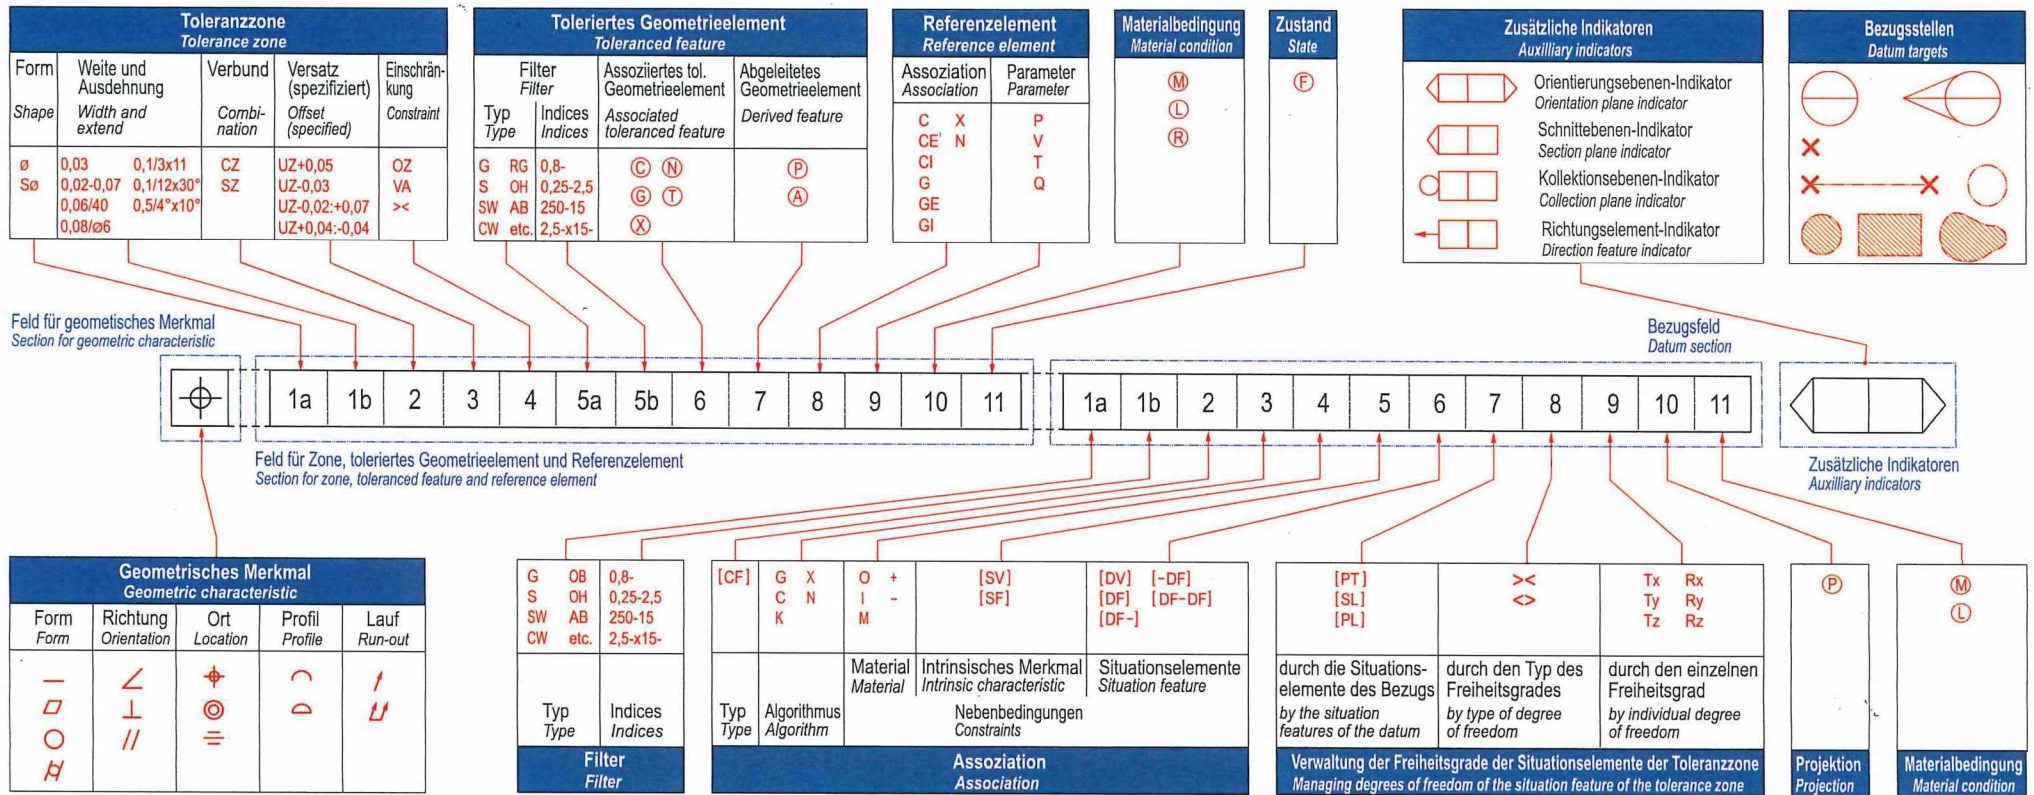 Toleranzzone
Tolerance zone
Form
Shape
Weite und
Ausdehnung
Width and
extend
Verbund
Combi-
nation
Versatz
(spezifiziert)
Offset
(specified)
Einschrän-
kung
Constraint
ø
Sø
0,03
0,02-0,07
0,06/40
0,08/ø6
0,1/3x11
0,1/12x30°
0,5/4°x10°
CZ
SZ
UZ+0,05
UZ-0,03
UZ-0,02:+0,07
UZ+0,04:-0,04
OZ
VA
><
Toleriertes Geometrieelement
Toleranced feature
Filter
Filter
Typ
Type
Indices
Indices
Assoziiertes tol.
Geometrieelement
Associated
toleranced feature
Abgeleitetes
Geometrieelement
Derived feature
G RG
S OH
SW AB
CW etc.
0,8-
0,25-2,5
250-15
2,5-x15-
Ⓒ Ⓝ
Ⓖ Ⓣ
Ⓧ
Ⓟ
Ⓐ
Referenzelement
Reference element
Assoziation
Association
Parameter
Parameter
C X
CE N
CI
G
GE
GI
P
V
T
Q
Materialbedingung
Material condition
Ⓜ
Ⓛ
Ⓡ
Zustand
State
Ⓕ
Zusätzliche Indikatoren
Auxilliary indicators
Orientierungsebenen-Indikator
Orientation plane indicator
Schnittebenen-Indikator
Section plane indicator
Kollektionsebenen-Indikator
Collection plane indicator
Richtungselement-Indikator
Direction feature indicator
Bezugsstellen
Datum targets
Feld für geometisches Merkmal
Section for geometric characteristic
Bezugsfeld
Datum section
1a 1b 2 3 4 5a 5b 6 7 8 9 10 11
1a 1b 2 3 4 5 6 7 8 9 10 11
Feld für Zone, toleriertes Geometrieelement und Referenzelement
Section for zone, toleranced feature and reference element
Zusätzliche Indikatoren
Auxilliary indicators
Geometrisches Merkmal
Geometric characteristic
Form
Form
Richtung
Orientation
Ort
Location
Profil
Profile
Lauf
Run-out
G OB
S OH
SW AB
CW etc.
0,8-
0,25-2,5
250-15
2,5-x15-
Typ
Type
Indices
Indices
Filter
Filter
[CF]
G X
C N
K
O +
I -
M
[SV]
[SF]
[DV] [-DF]
[DF] [DF-DF]
[DF-]
Material
Material
Intrinsisches Merkmal
Intrinsic characteristic
Situationselemente
Situation feature
Typ
Type
Algorithmus
Algorithm
Nebenbedingungen
Constraints
Assoziation
Association
[PT]
[SL]
[PL]
><
<>
Tx Rx
Ty Ry
Tz Rz
durch die Situations-
elemente des Bezugs
by the situation
features of the datum
durch den Typ des
Freiheitsgrades
by type of degree
of freedom
durch den einzelnen
Freiheitsgrad
by individual degree
of freedom
Verwaltung der Freiheitsgrade der Situationselemente der Toleranzzone
Managing degrees of freedom of the situation feature of the tolerance zone
Ⓟ
Projektion
Projection
Ⓜ
Ⓛ
Materialbedingung
Material condition